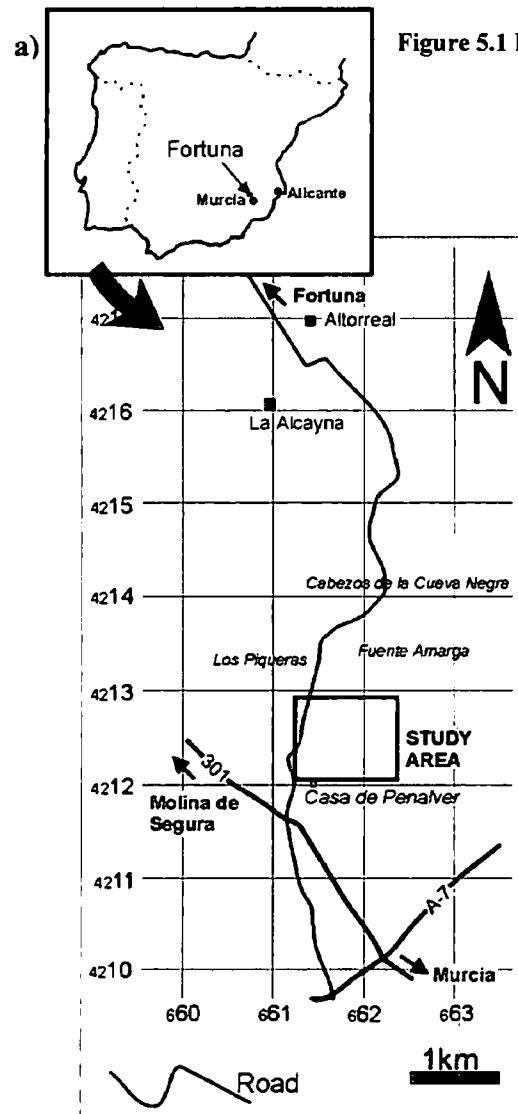 a)
Figure 5.1
Fortuna
Murcia
Alicante
Fortuna
Altorreal
N
4216
La Alcayna
4215
Cabezos de la Cueva Negra
4214
Los Piqueras
Fuente Amarga
4213
STUDY
AREA
301
4212
Casa de Penalver
Molina de
Segura
4211
A-7
4210
Murcia
660
661
662
663
1km
Road